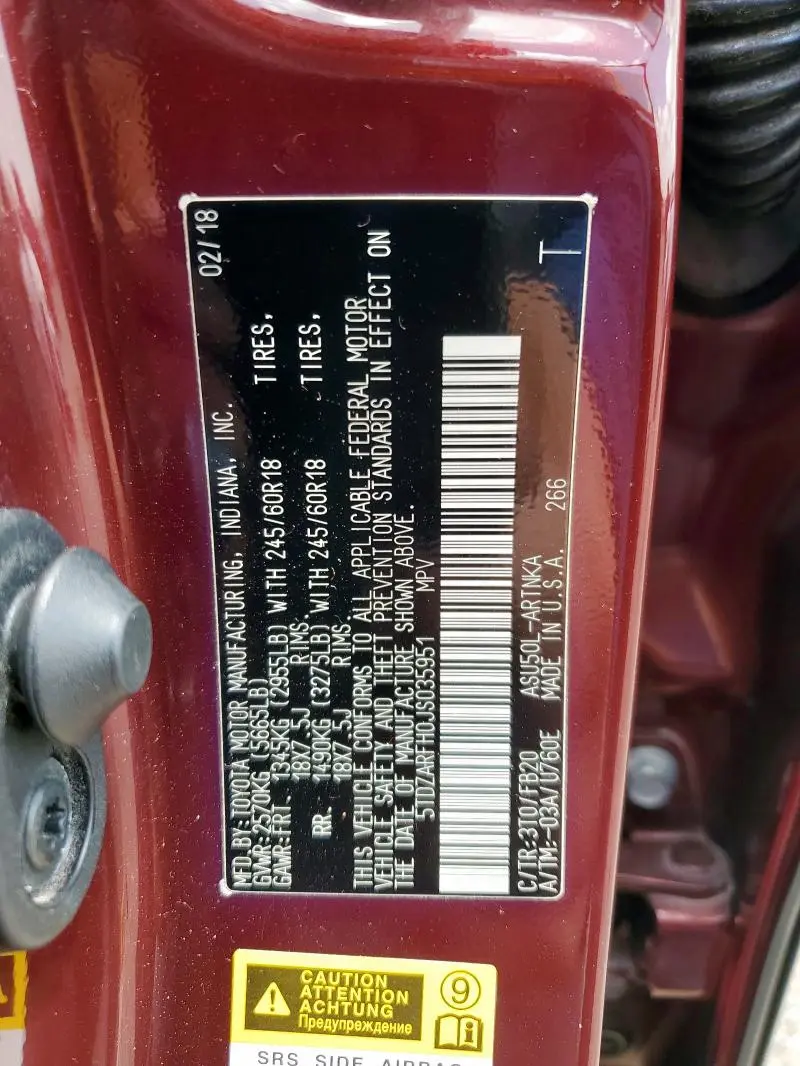 MFD.BY:TOYOTA MOTOR MANUFACTURING, INDIANA, INC. 02/18
GVWR:2570KG (5665LB)
GAWR:FRT. 1345KG (2955LB) WITH 245/60R18 TIRES,
18X7.5J RIMS.
RR. 1490KG (3275LB) WITH 245/60R18 TIRES,
18X7.5J RIMS.
THIS VEHICLE CONFORMS TO ALL APPLICABLE FEDERAL MOTOR
VEHICLE SAFETY AND THEFT PREVENTION STANDARDS IN EFFECT ON
THE DATE OF MANUFACTURE SHOWN ABOVE.
5TDZARFH0JS035951 MPV
C/TR:3T0/FB20 ASU50L-ARTNKA T
A/TM:-03A/U760E MADE IN U.S.A. 266
CAUTION
ATTENTION
ACHTUNG
Предупреждение
9
SRS SIDE AIRBAG